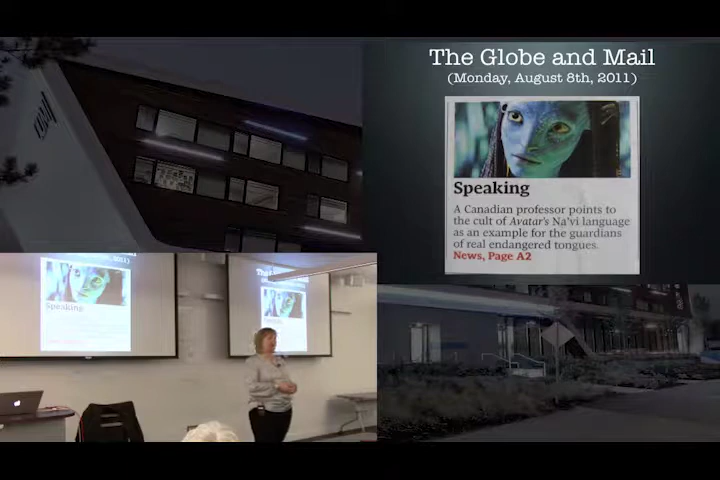 The Globe and Mail
(Monday, August 8th, 2011)
Speaking
A Canadian professor points to
the cult of Avatar's Na'vi language
as an example for the guardians
of real endangered tongues.
News, Page A2